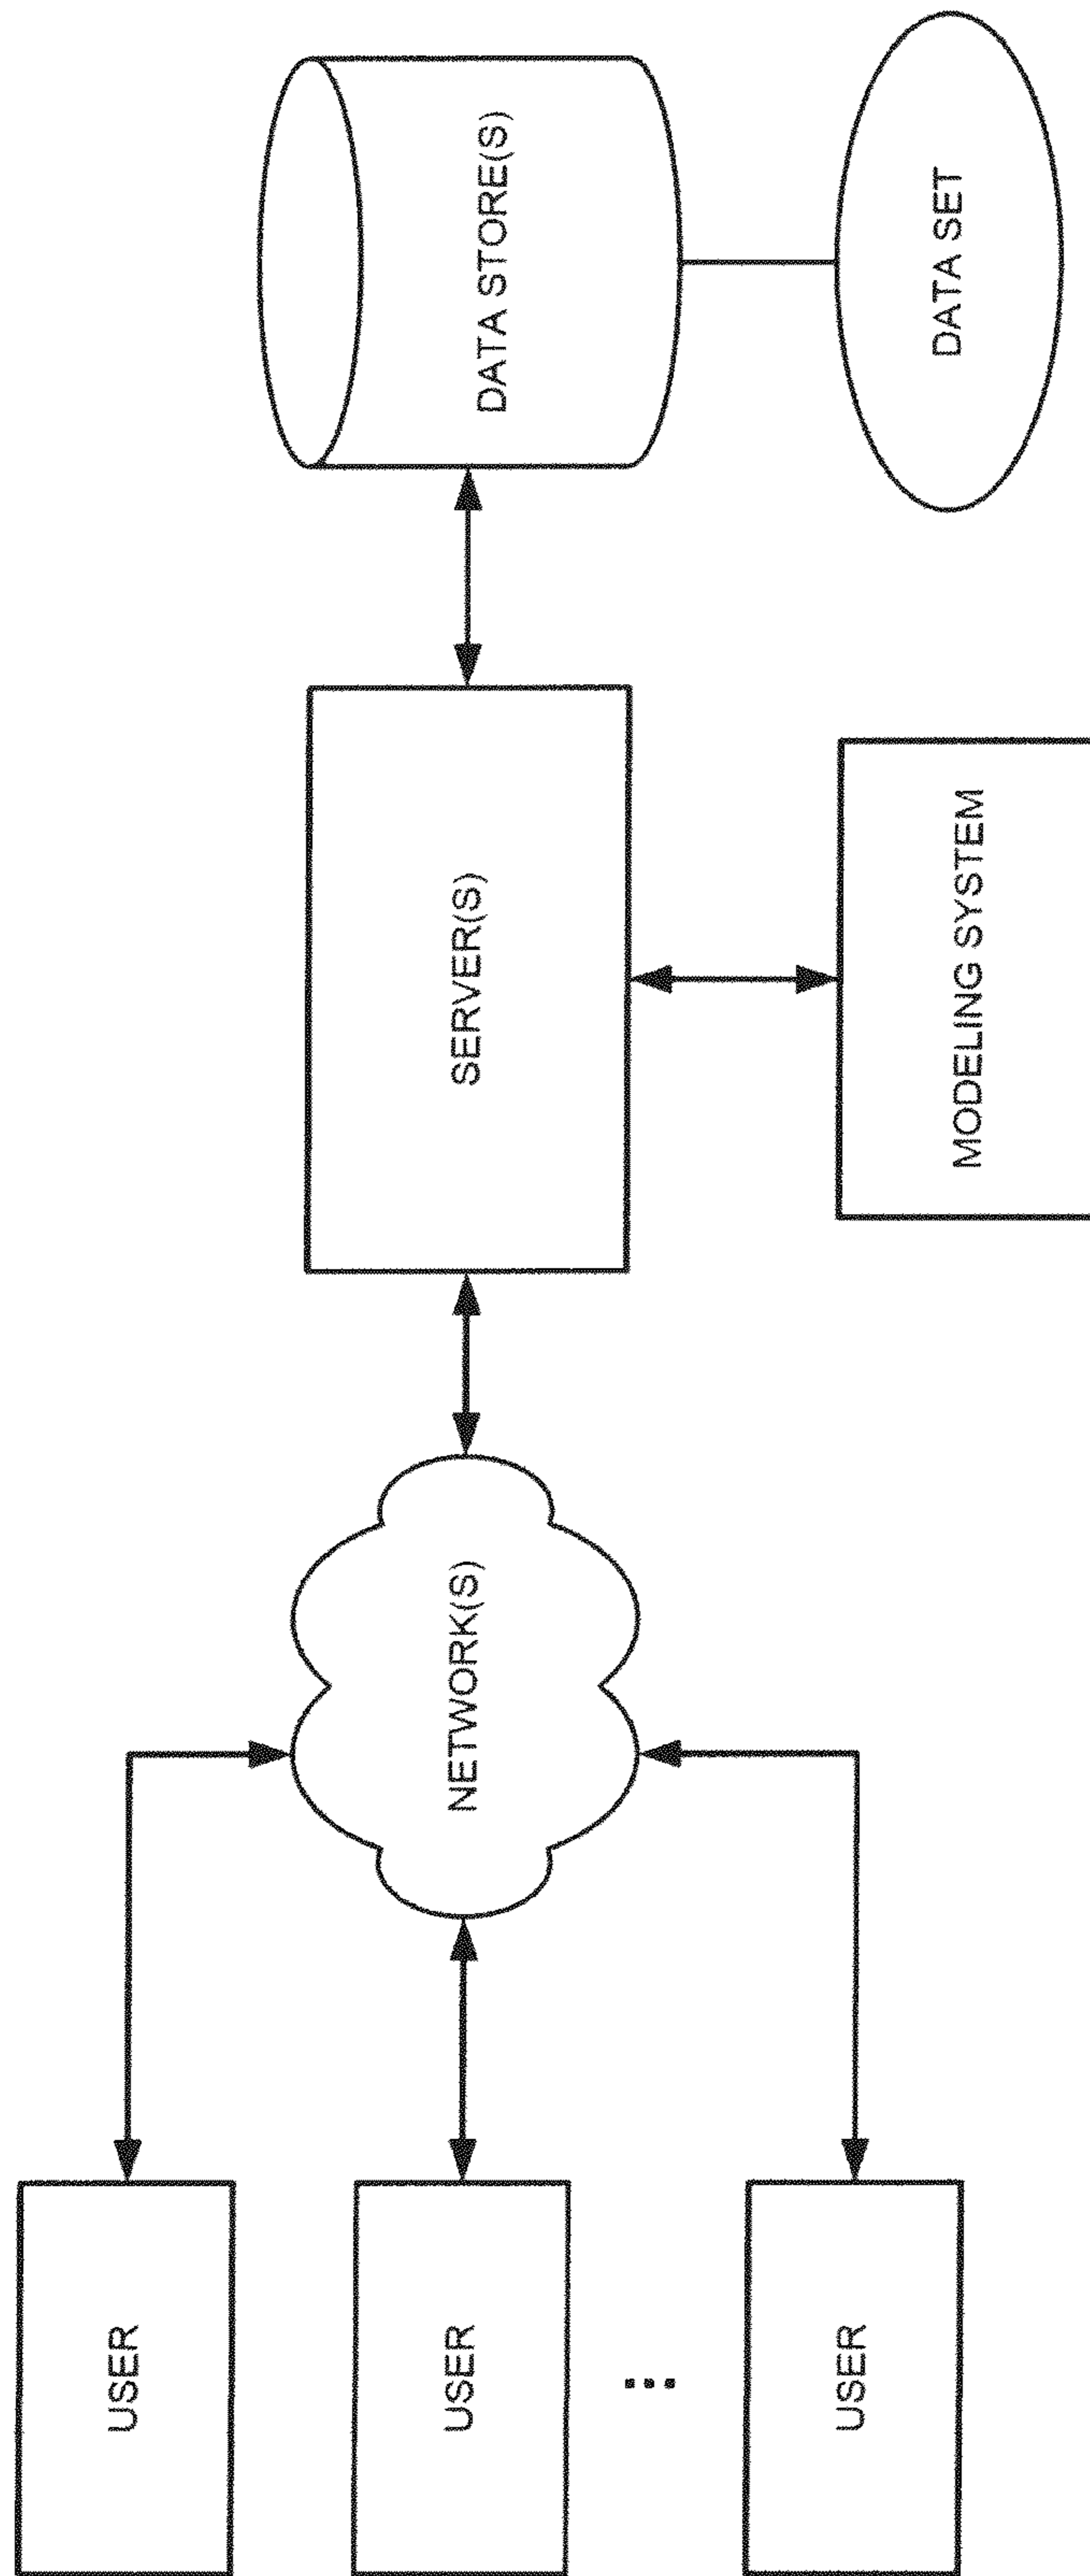 USER
USER
...
USER
NETWORK(S)
SERVER(S)
MODELING SYSTEM
DATA STORE(S)
DATA SET